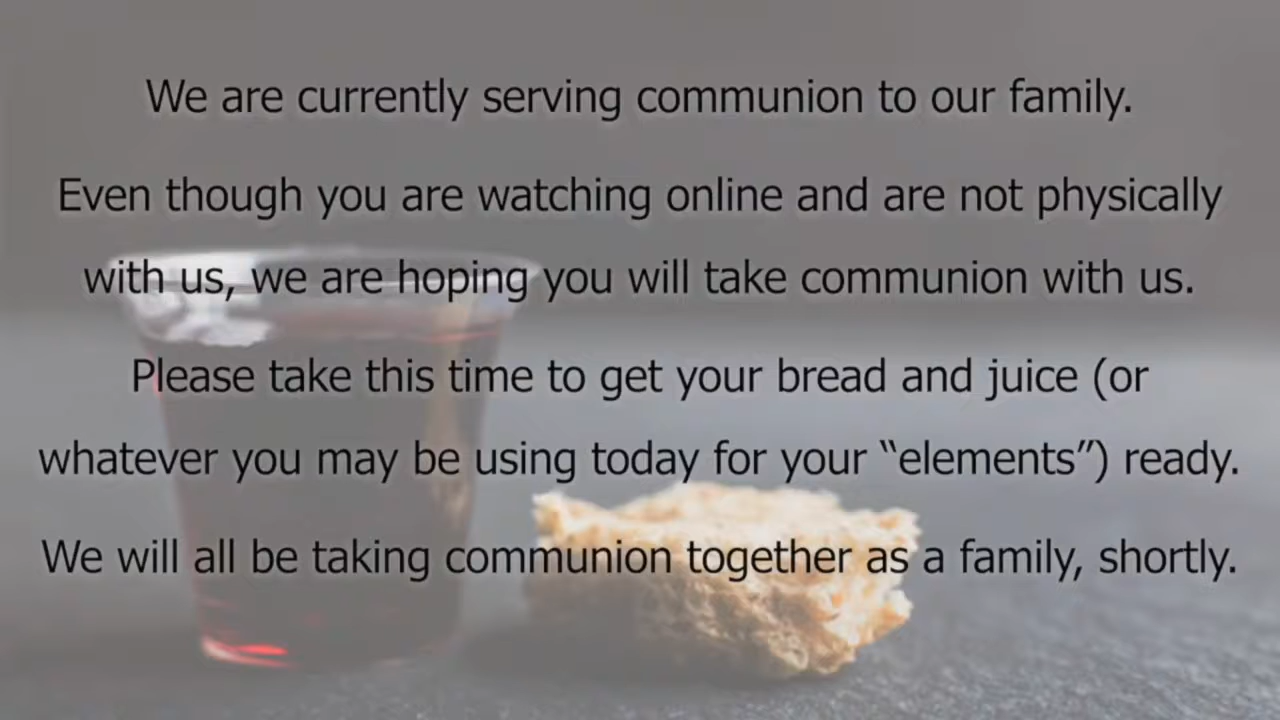 We are currently serving communion to our family.
Even though you are watching online and are not physically
with us, we are hoping you will take communion with us.
Please take this time to get your bread and juice (or
whatever you may be using today for your “elements”) ready.
We will all be taking communion together as a family, shortly.